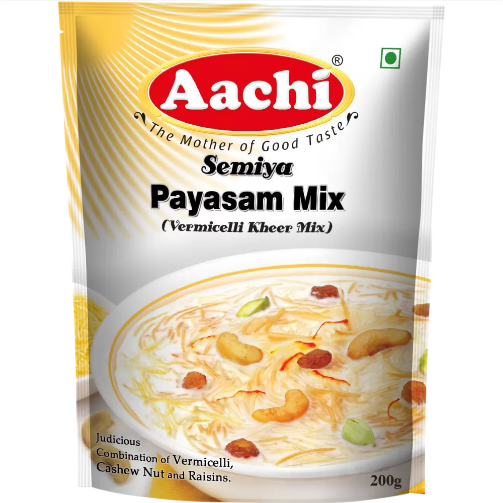 Aachi®
The Mother of Good Taste
Semiya
Payasam Mix
(Vermicelli Kheer Mix)
Judicious
Combination of Vermicelli,
Cashew Nut and Raisins.
200g